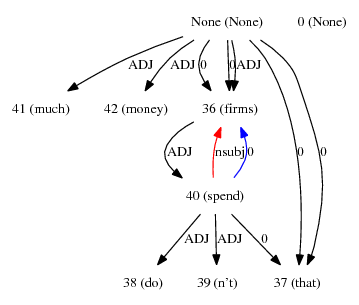 None (None) 0 (None)
ADJ ADJ 0 0 ADJ
41 (much) 42 (money) 36 (firms)
ADJ nsubj 0 0 0
40 (spend)
ADJ ADJ 0
38 (do) 39 (n't) 37 (that)